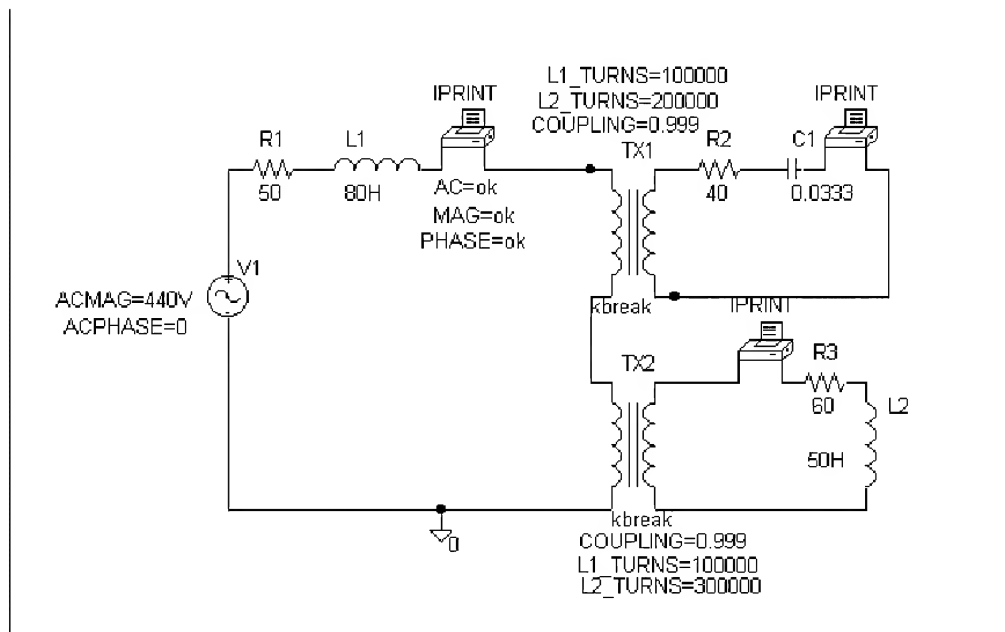 L1_TURNS=100000
L2_TURNS=200000
COUPLING=0.999
IPRINT
IPRINT
R1
L1
TX1
R2
C1
50
80H
40
0.0333
AC=ok
MAG=ok
PHASE=ok
V1
ACMAG=440V
ACPHASE=0
kbreak
IPRINT
TX2
R3
60
L2
50H
kbreak
0
COUPLING=0.999
L1_TURNS=100000
L2_TURNS=300000